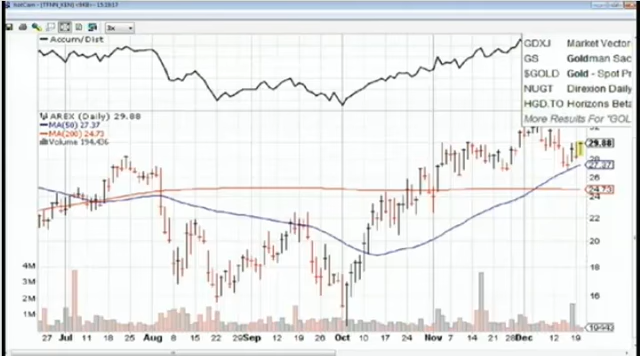 3x
Accum/Dist
GDXJ Market Vector
GS Goldman Sac
$GOLD Gold - Spot Pr
NUGT Direxion Daily
HGD.TO Horizons Beta
More Results For "GOL
AREX (Daily) 29.88
MA(50) 27.37
MA(200) 24.73
Volume 194,436
32
29.88
28
27.37
24.73
24
22
20
18
16
4M
3M
2M
1M
27 Jul 11 18 25 Aug 8 15 22 Sep 12 19 26 Oct 10 17 24 Nov 7 14 21 28 Dec 12 19